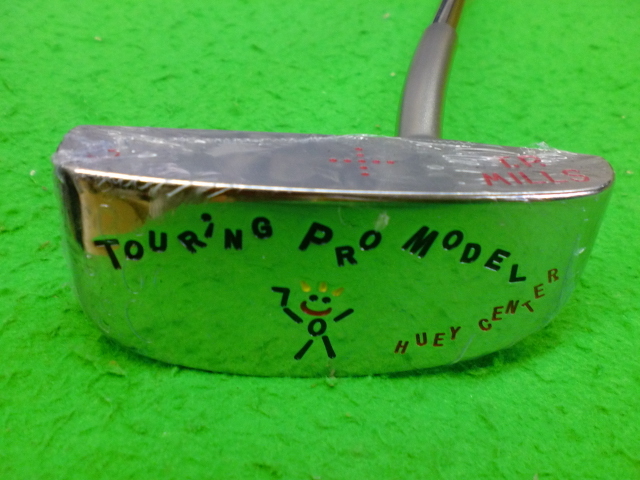 MILLS
TOURING PRO MODEL
HUEY CENTER